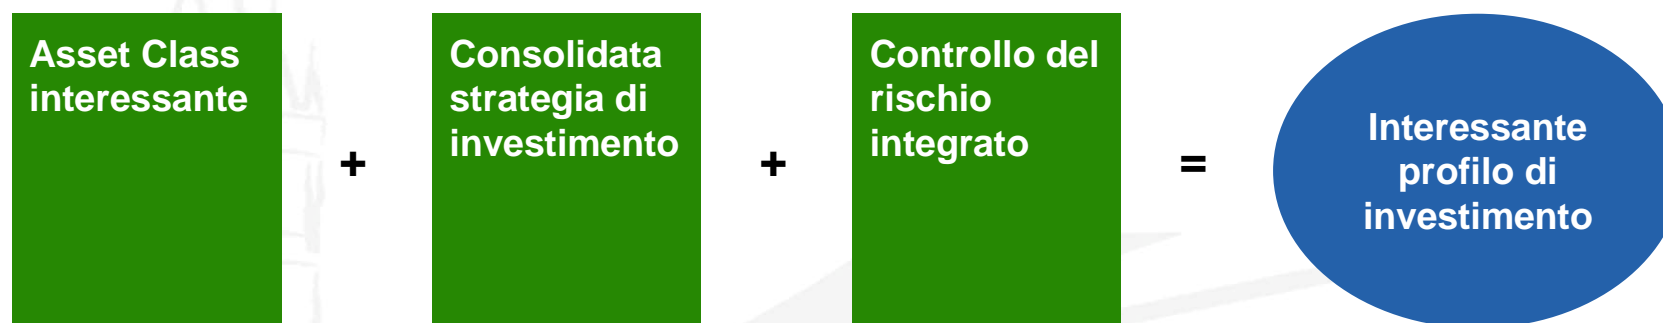 Asset Class
interessante
+
Consolidata
strategia di
investimento
+
Controllo del
rischio
integrato
=
Interessante
profilo di
investimento